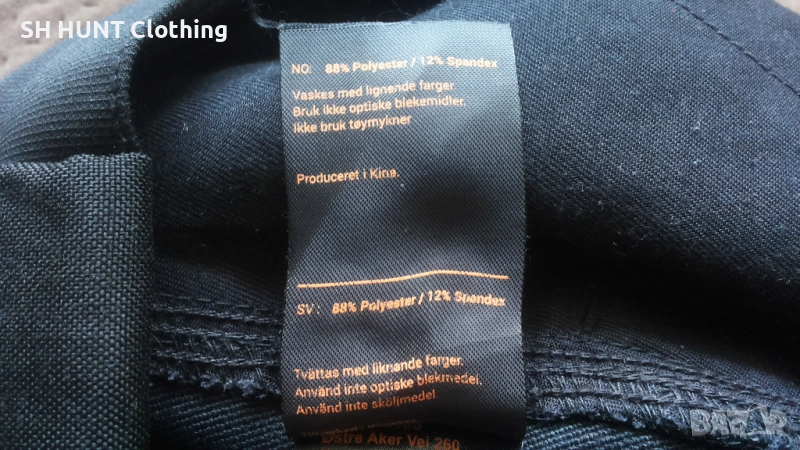 SH HUNT Clothing
NO: 88% Polyester / 12% Spandex
Vaskes med lignende farger
Bruk ikke optiske blekemidler.
Ikke bruk tøymykner
Produceret i Kina.
SV: 88% Polyester / 12% Spandex
Tvättas med liknande farger.
Använd inte optiske blekmedel.
Använd inte sköljmedel
Østre Aker Vei 260
BAZAR